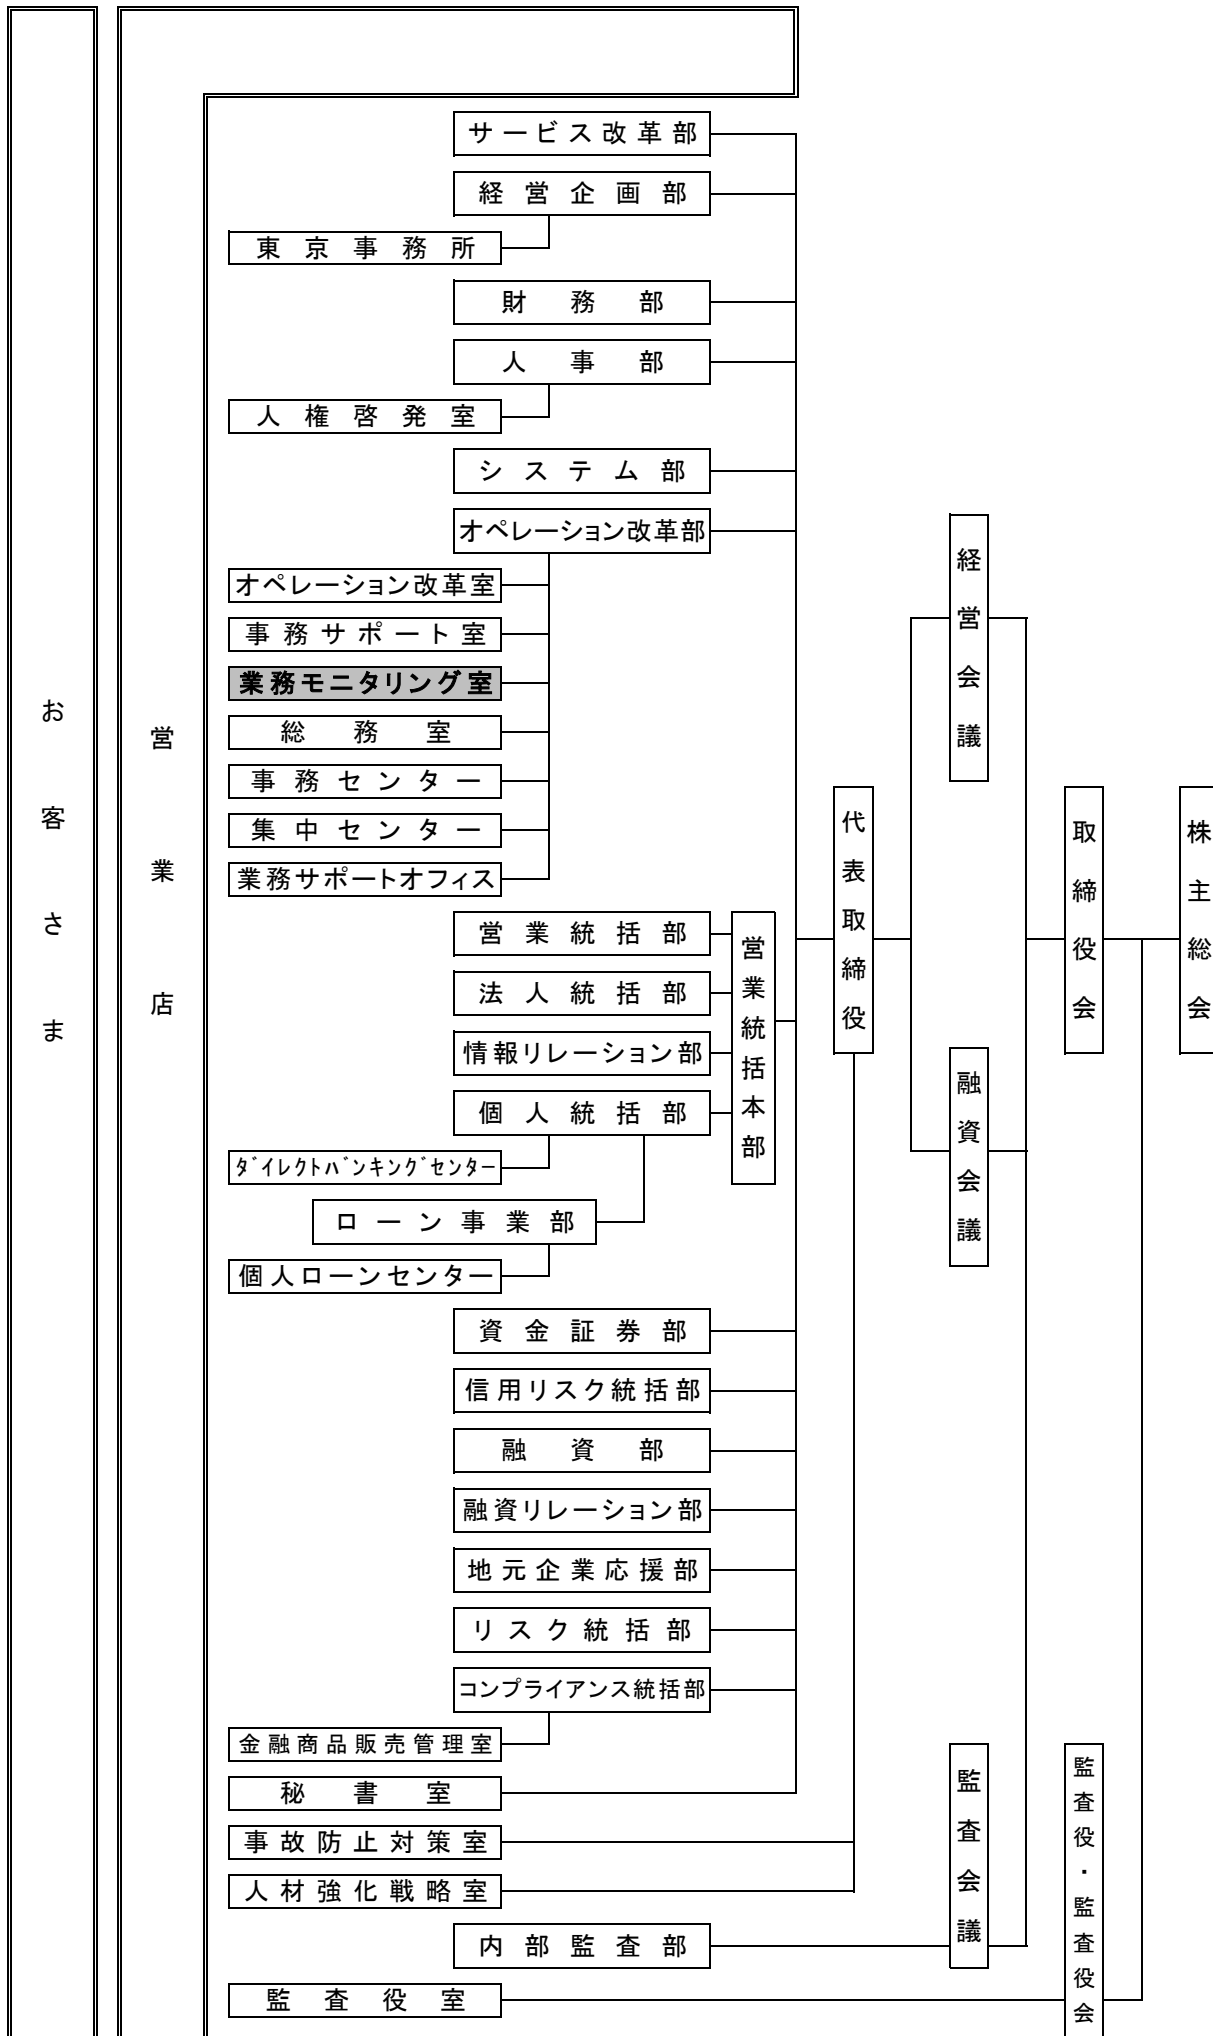 お客さま
営業店
サービス改革部
経営企画部
東京事務所
財務部
人事部
人権啓発室
システム部
オペレーション改革部
オペレーション改革室
事務サポート室
業務モニタリング室
総務室
事務センター
集中センター
業務サポートオフィス
営業統括部
法人統括部
情報リレーション部
個人統括部
営業統括本部
ダイレクトバンキングセンター
ローン事業部
個人ローンセンター
資金証券部
信用リスク統括部
融資部
融資リレーション部
地元企業応援部
リスク統括部
コンプライアンス統括部
金融商品販売管理室
秘書室
事故防止対策室
人材強化戦略室
内部監査部
監査役室
代表取締役
経営会議
融資会議
監査会議
取締役会
監査役・監査役会
株主総会